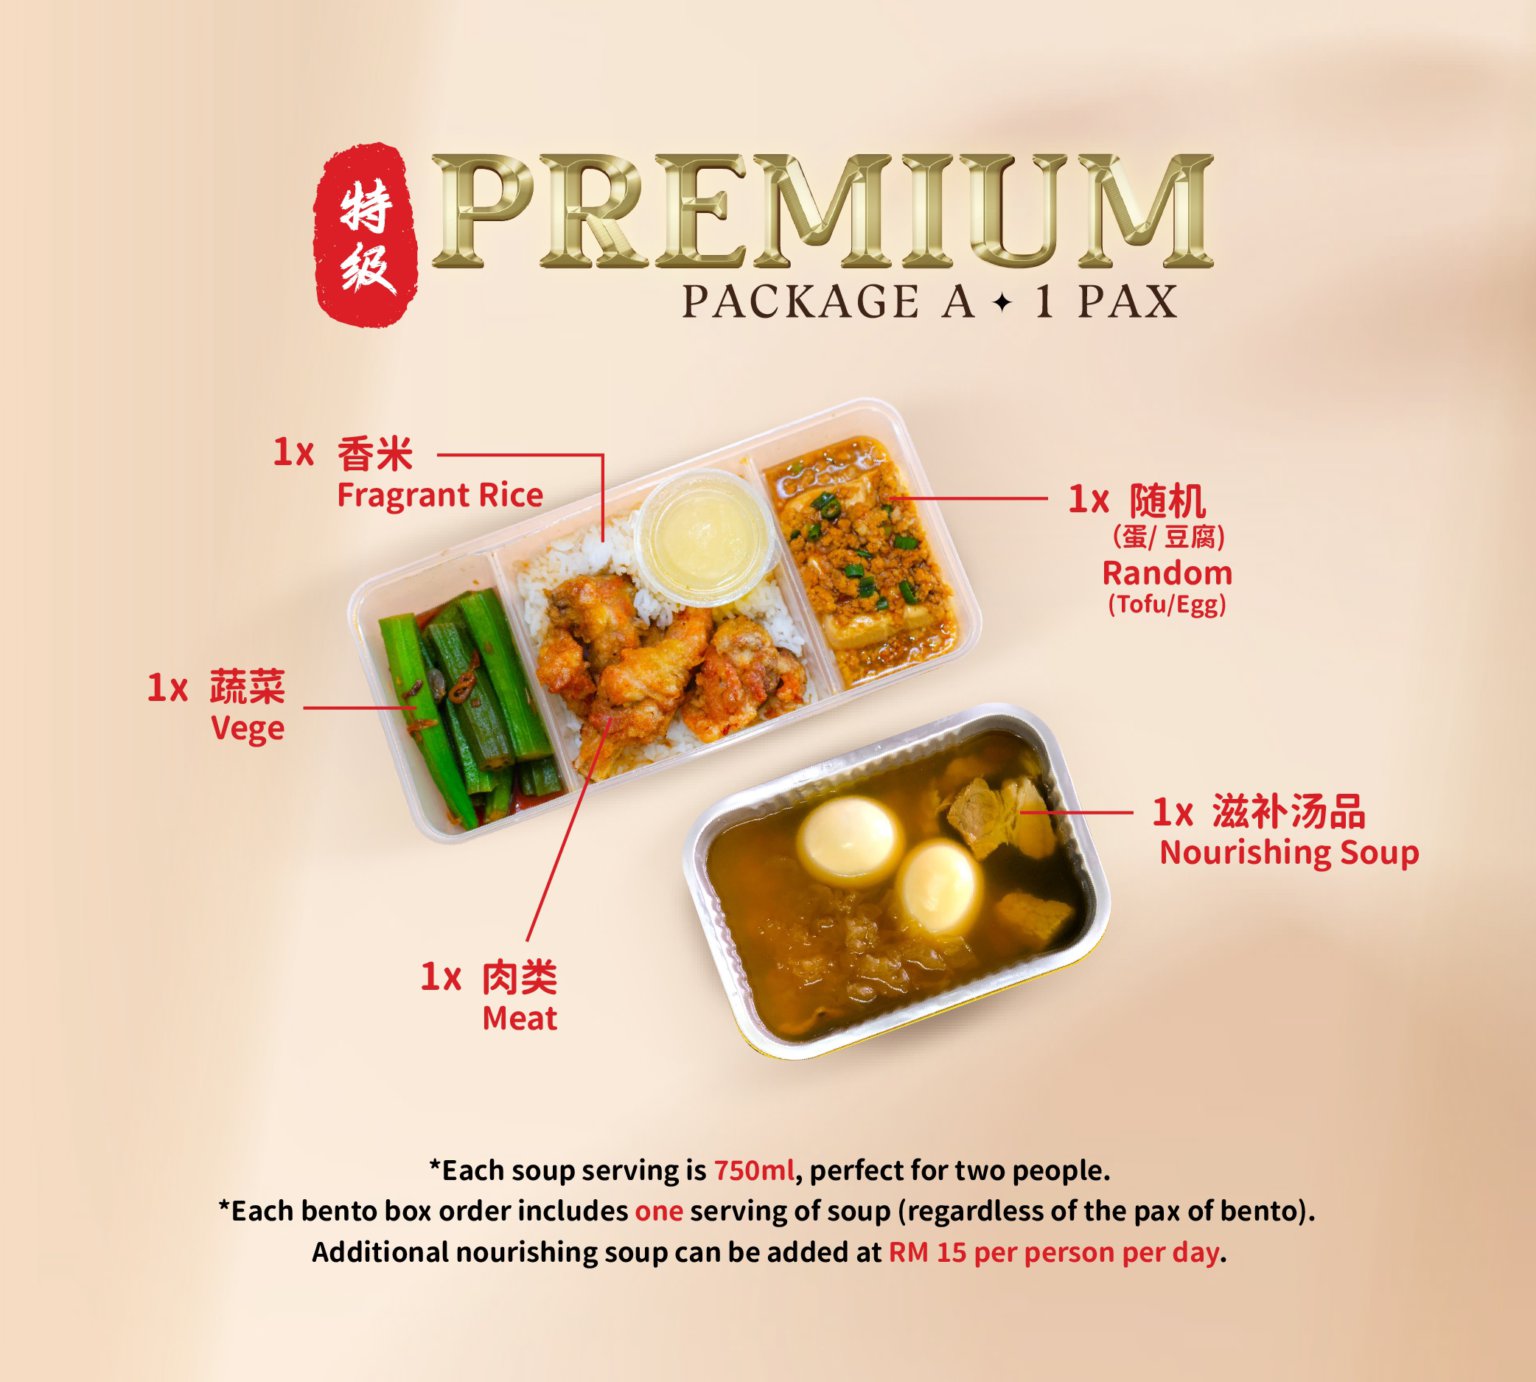 特级
PREMIUM
PACKAGE A ✦ 1 PAX
1x 香米
Fragrant Rice
1x 随机
(蛋/ 豆腐)
Random
(Tofu/Egg)
1x 蔬菜
Vege
1x 滋补汤品
Nourishing Soup
1x 肉类
Meat
*Each soup serving is 750ml, perfect for two people.
*Each bento box order includes one serving of soup (regardless of the pax of bento).
Additional nourishing soup can be added at RM 15 per person per day.